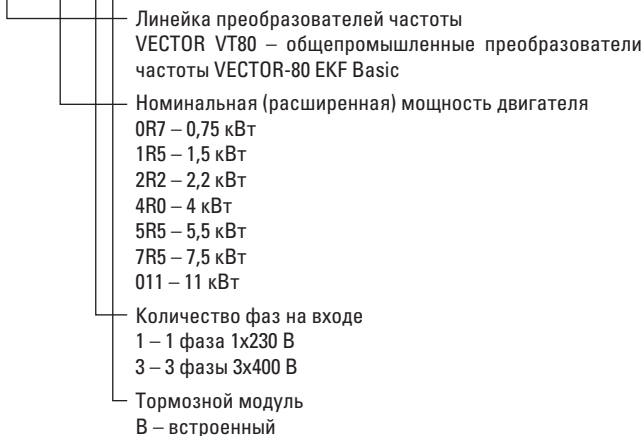 Линейка преобразователей частоты
VECTOR VT80 – общепромышленные преобразователи
частоты VECTOR-80 EKF Basic
Номинальная (расширенная) мощность двигателя
0R7 – 0,75 кВт
1R5 – 1,5 кВт
2R2 – 2,2 кВт
4R0 – 4 кВт
5R5 – 5,5 кВт
7R5 – 7,5 кВт
011 – 11 кВт
Количество фаз на входе
1 – 1 фаза 1х230 В
3 – 3 фазы 3х400 В
Тормозной модуль
В – встроенный